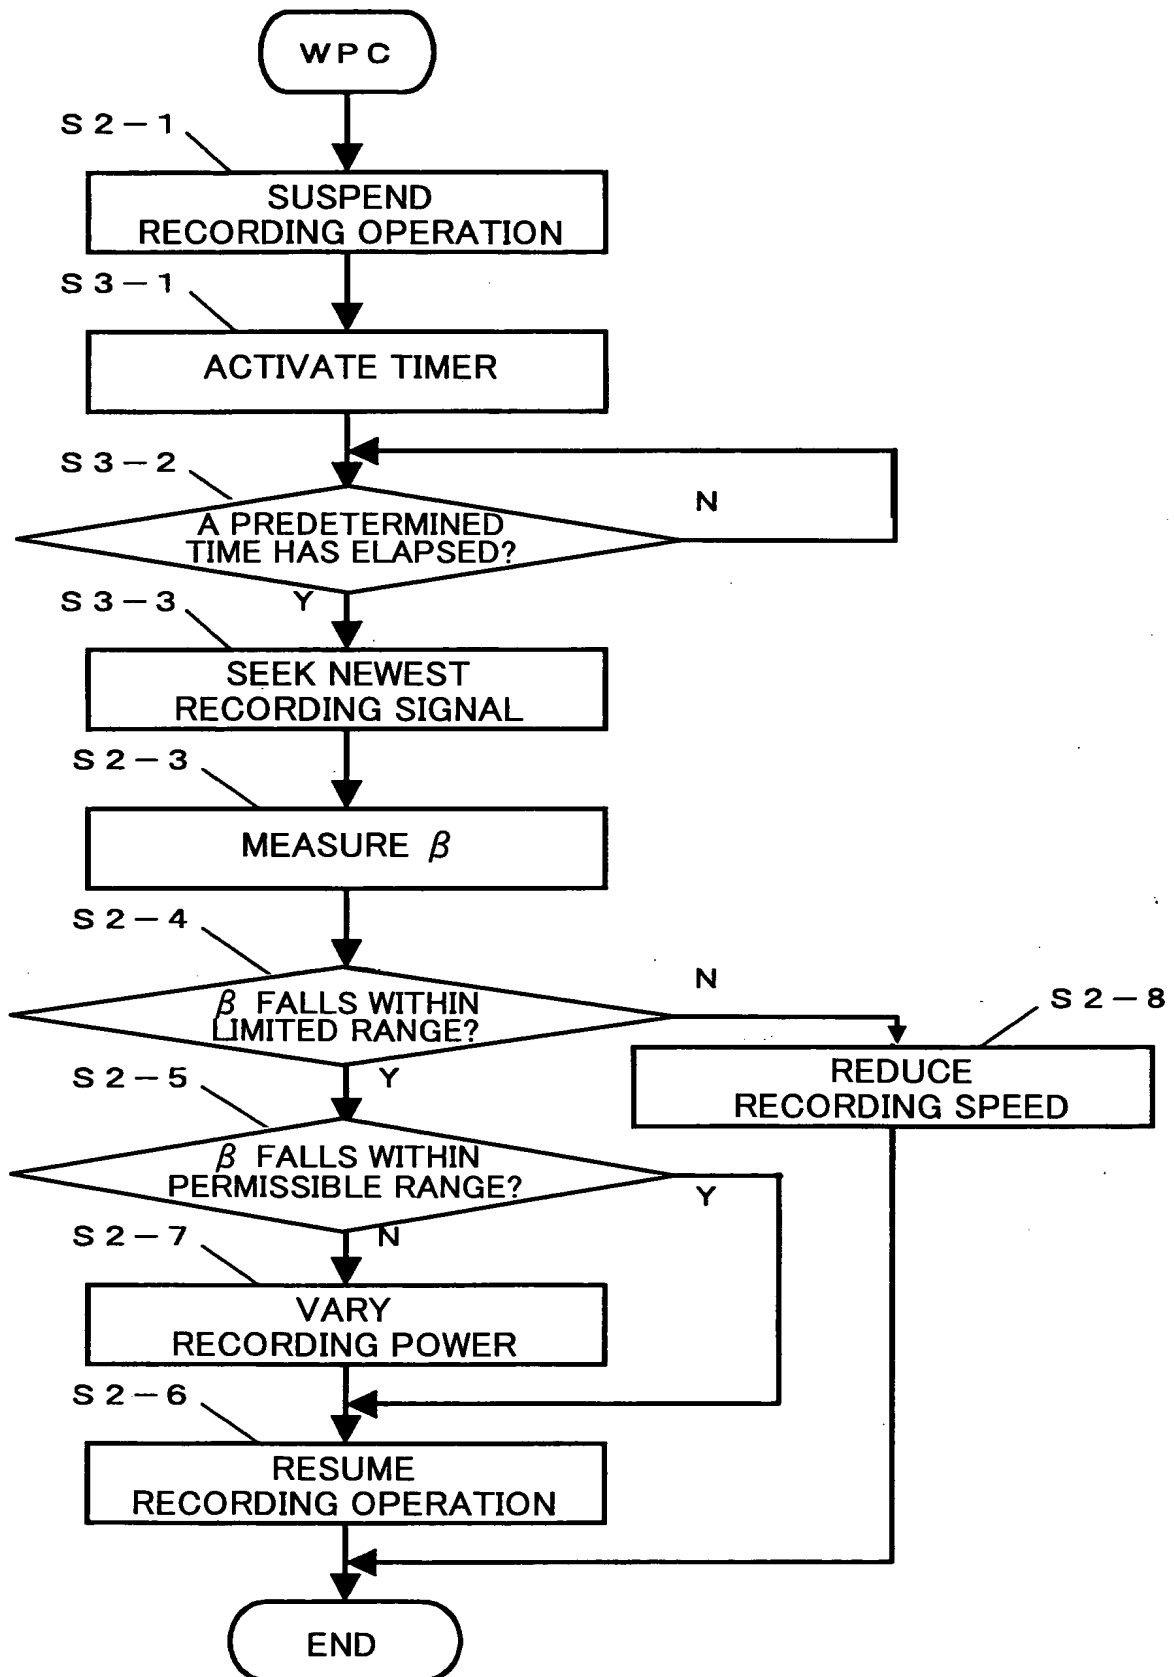 WPC
S2-1
SUSPEND
RECORDING OPERATION
S3-1
ACTIVATE TIMER
S3-2
N
A PREDETERMINED
TIME HAS ELAPSED?
Y
S3-3
SEEK NEWEST
RECORDING SIGNAL
S2-3
MEASURE β
S2-4
N
β FALLS WITHIN
LIMITED RANGE?
S2-8
Y
REDUCE
RECORDING SPEED
S2-5
β FALLS WITHIN
PERMISSIBLE RANGE?
Y
N
S2-7
VARY
RECORDING POWER
S2-6
RESUME
RECORDING OPERATION
END